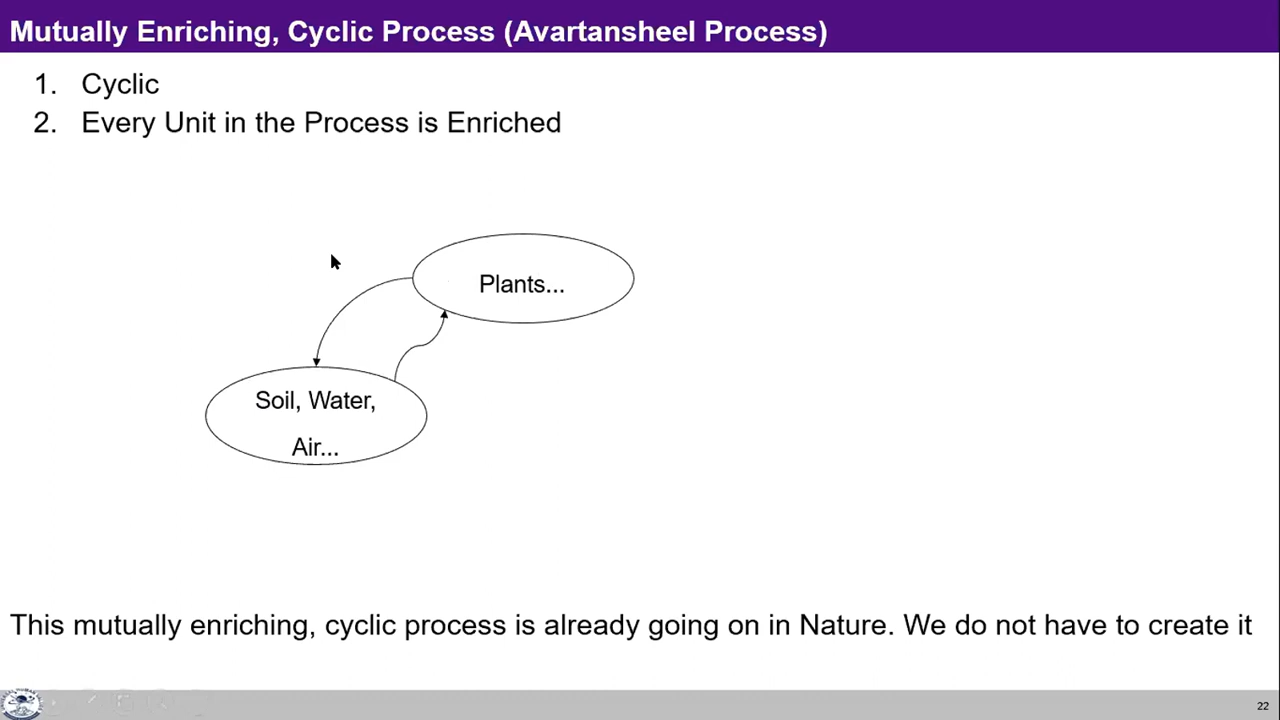 Mutually Enriching, Cyclic Process (Avartansheel Process)
1. Cyclic
2. Every Unit in the Process is Enriched
Plants...
Soil, Water,
Air...
This mutually enriching, cyclic process is already going on in Nature. We do not have to create it
22